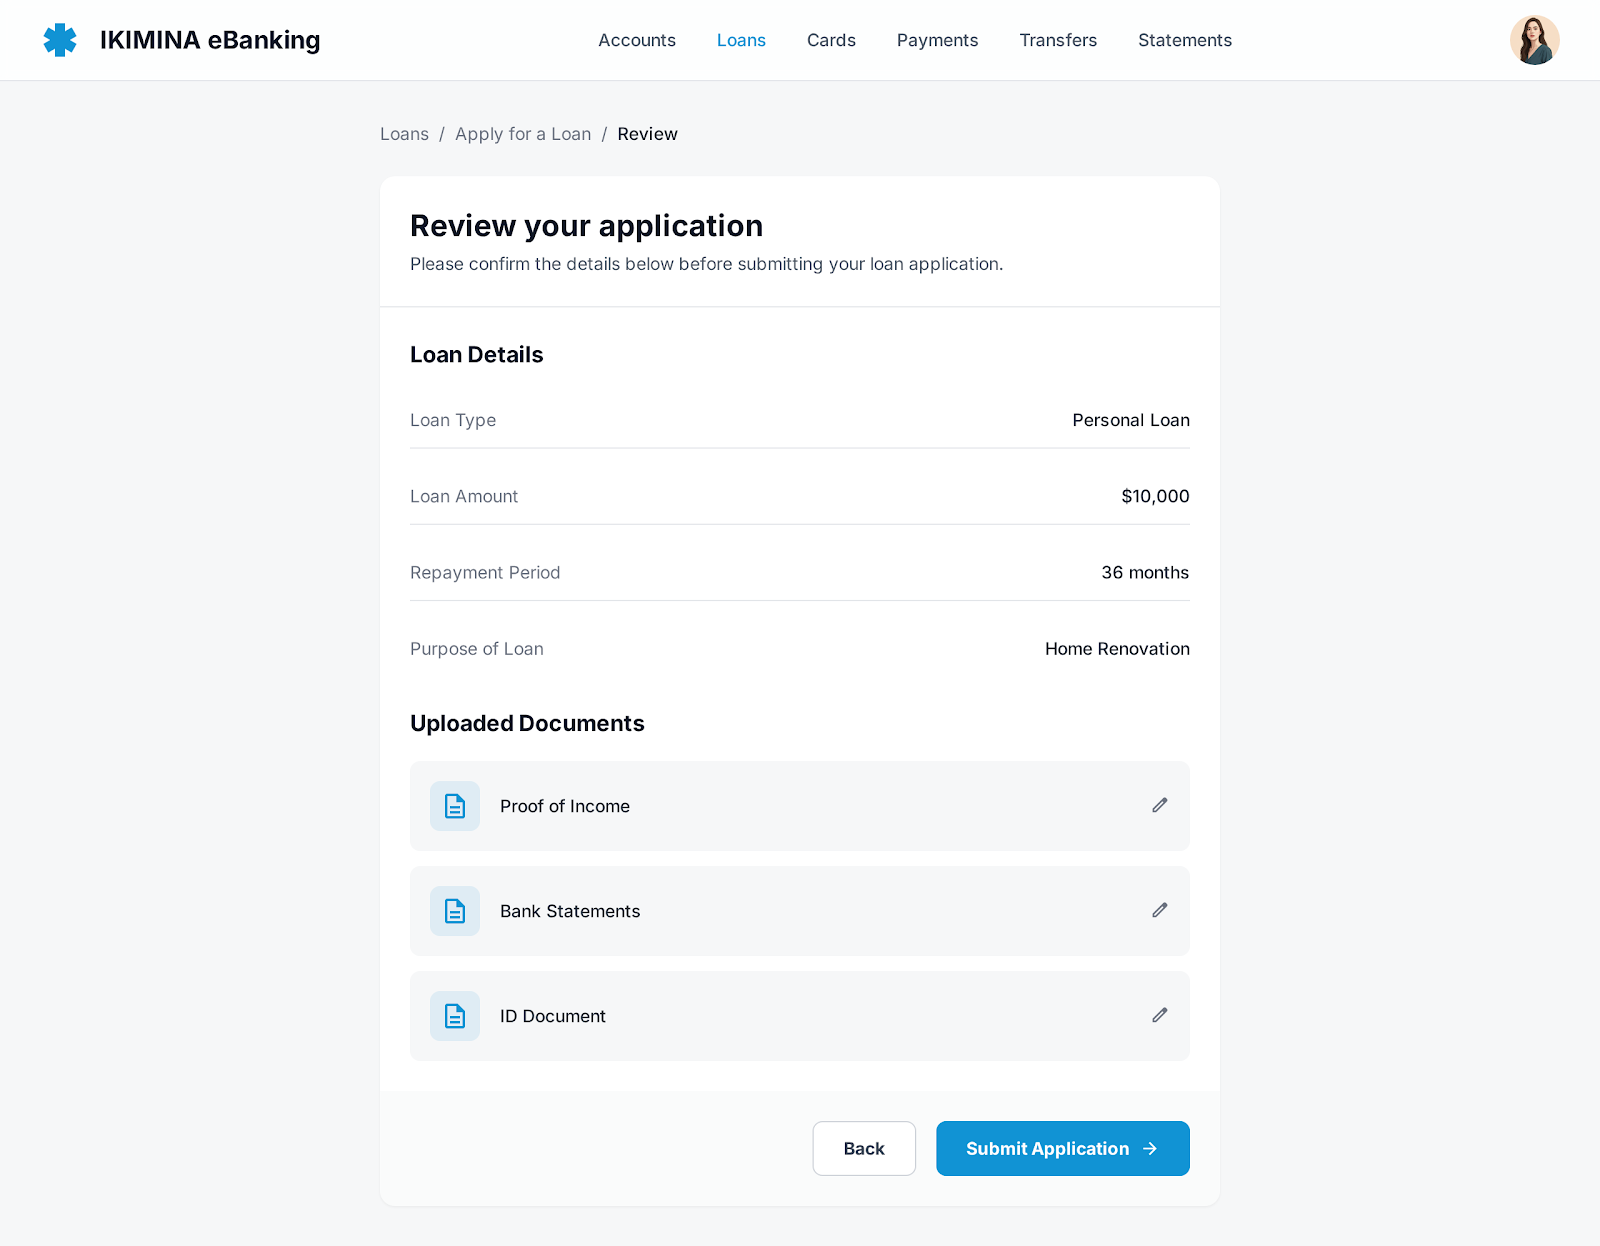 IKIMINA eBanking
Accounts Loans Cards Payments Transfers Statements
Loans / Apply for a Loan / Review
Review your application
Please confirm the details below before submitting your loan application.
Loan Details
Loan Type Personal Loan
Loan Amount $10,000
Repayment Period 36 months
Purpose of Loan Home Renovation
Uploaded Documents
Proof of Income
Bank Statements
ID Document
Back Submit Application →